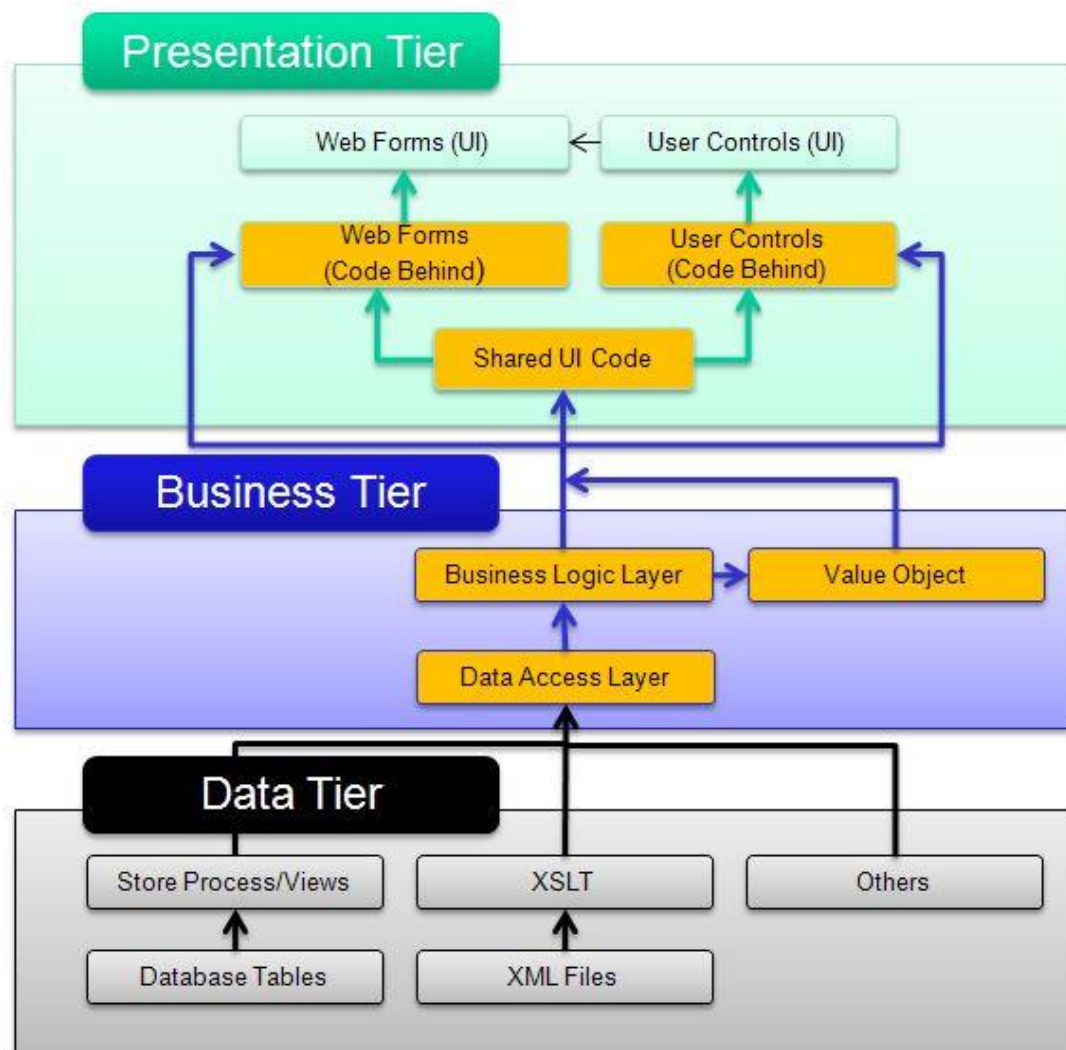 Presentation Tier
Web Forms (UI)
User Controls (UI)
Web Forms
(Code Behind)
User Controls
(Code Behind)
Shared UI Code
Business Tier
Business Logic Layer
Value Object
Data Access Layer
Data Tier
Store Process/Views
XSLT
Others
Database Tables
XML Files